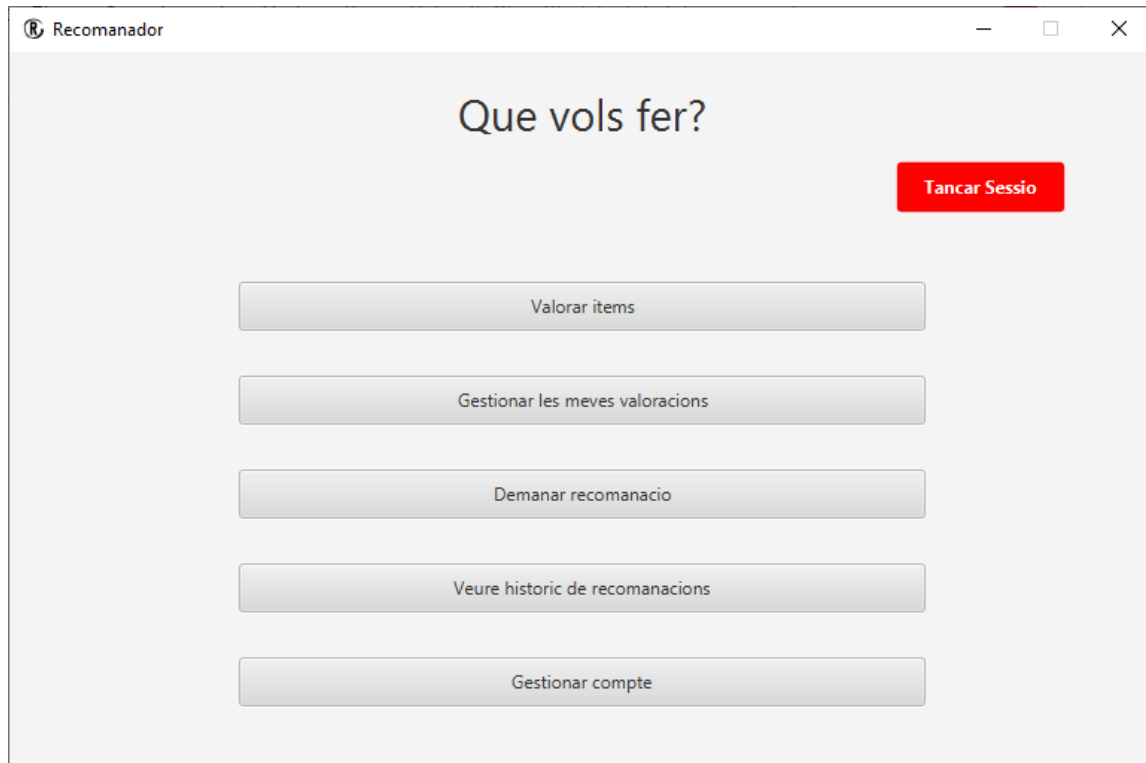 Recomanador
Que vols fer?
Tancar Sessio
Valorar items
Gestionar les meves valoracions
Demanar recomanacio
Veure historic de recomanacions
Gestionar compte